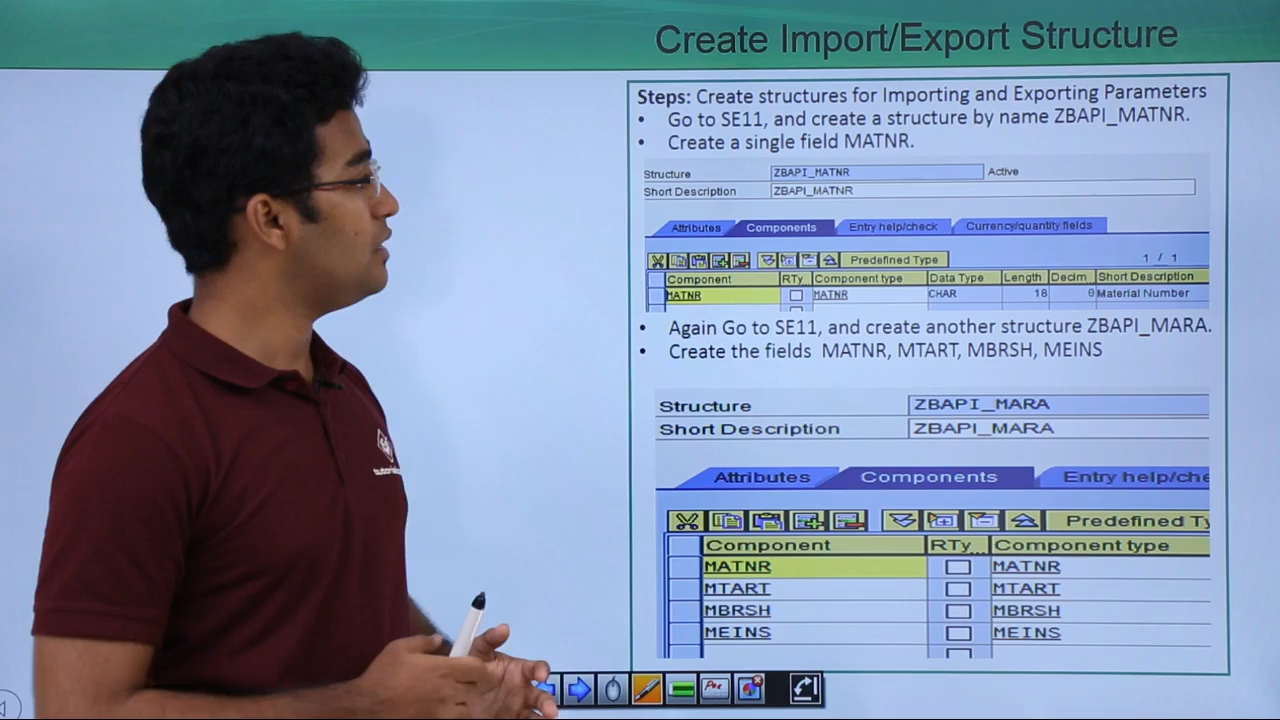 Create Import/Export Structure
Steps: Create structures for Importing and Exporting Parameters
• Go to SE11, and create a structure by name ZBAPI_MATNR.
• Create a single field MATNR.
Structure ZBAPI_MATNR Active
Short Description ZBAPI_MATNR
Attributes Components Entry help/check Currency/quantity fields
Predefined Type 1 / 1
Component RTy... Component type Data Type Length Decim... Short Description
MATNR MATNR CHAR 18 0 Material Number
• Again Go to SE11, and create another structure ZBAPI_MARA.
• Create the fields MATNR, MTART, MBRSH, MEINS
Structure ZBAPI_MARA
Short Description ZBAPI_MARA
Attributes Components Entry help/che
Predefined Ty
Component RTy... Component type
MATNR MATNR
MTART MTART
MBRSH MBRSH
MEINS MEINS